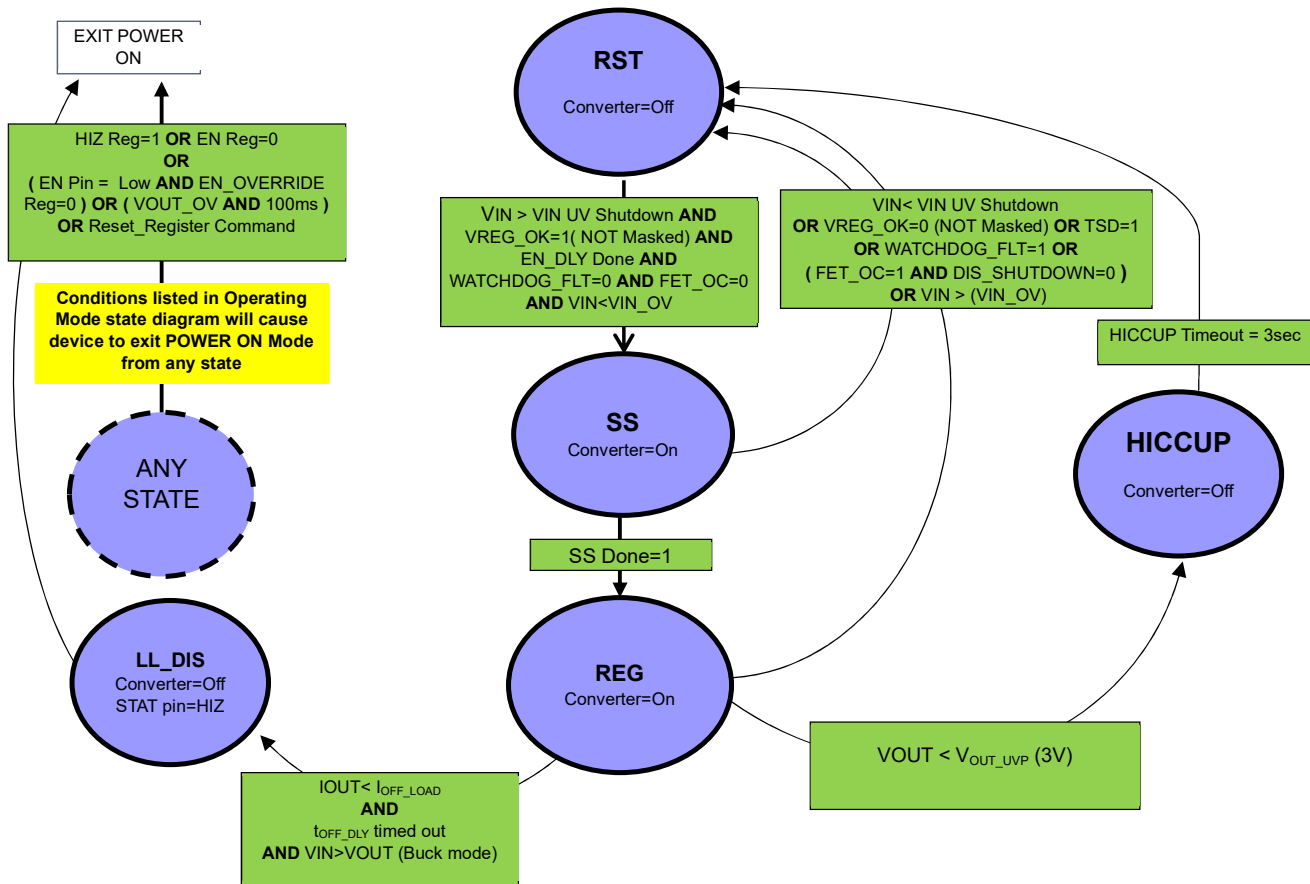 EXIT POWER
ON
HIZ Reg=1 OR EN Reg=0
OR
( EN Pin = Low AND EN_OVERRIDE
Reg=0 ) OR ( VOUT_OV AND 100ms )
OR Reset_Register Command
Conditions listed in Operating
Mode state diagram will cause
device to exit POWER ON Mode
from any state
ANY
STATE
LL_DIS
Converter=Off
STAT pin=HIZ
IOUT< IOFF_LOAD
AND
tOFF_DLY timed out
AND VIN>VOUT (Buck mode)
RST
Converter=Off
VIN > VIN UV Shutdown AND
VREG_OK=1( NOT Masked) AND
EN_DLY Done AND
WATCHDOG_FLT=0 AND FET_OC=0
AND VIN<VIN_OV
SS
Converter=On
SS Done=1
REG
Converter=On
VIN< VIN UV Shutdown
OR VREG_OK=0 (NOT Masked) OR TSD=1
OR WATCHDOG_FLT=1 OR
( FET_OC=1 AND DIS_SHUTDOWN=0 )
OR VIN > (VIN_OV)
HICCUP Timeout = 3sec
HICCUP
Converter=Off
VOUT < VOUT_UVP (3V)